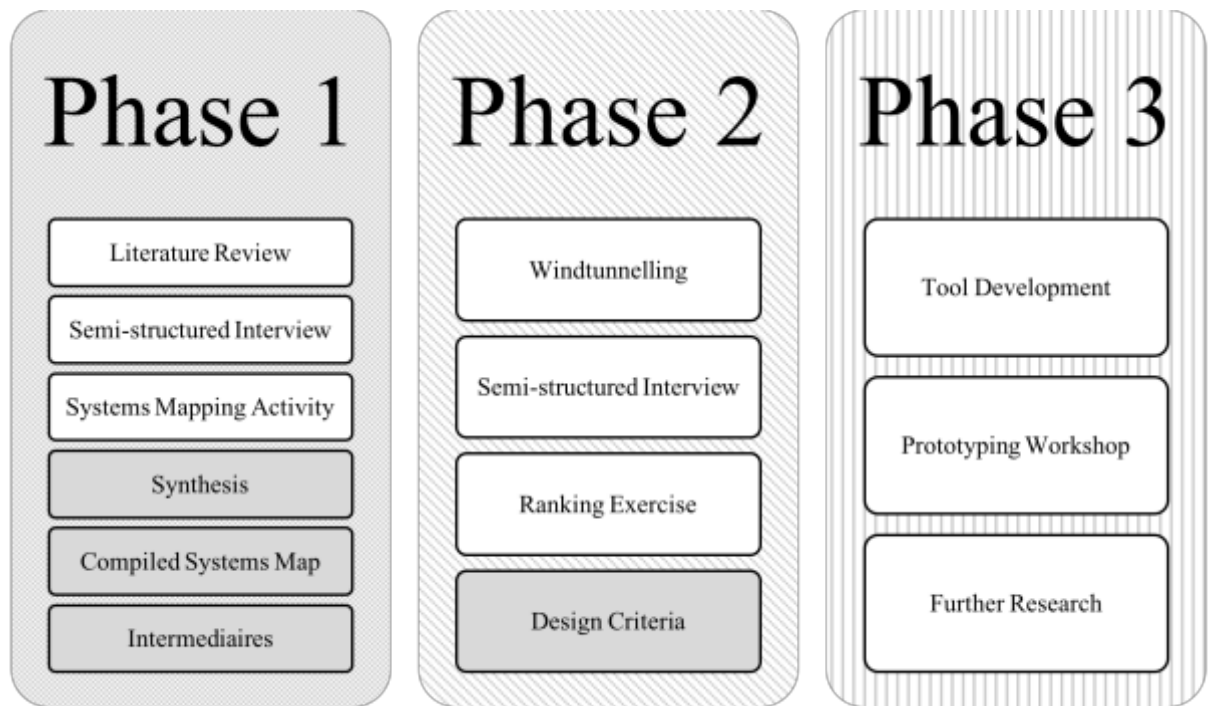 Phase 1
Literature Review
Semi-structured Interview
Systems Mapping Activity
Synthesis
Compiled Systems Map
Intermediaires
Phase 2
Windtunnelling
Semi-structured Interview
Ranking Exercise
Design Criteria
Phase 3
Tool Development
Prototyping Workshop
Further Research